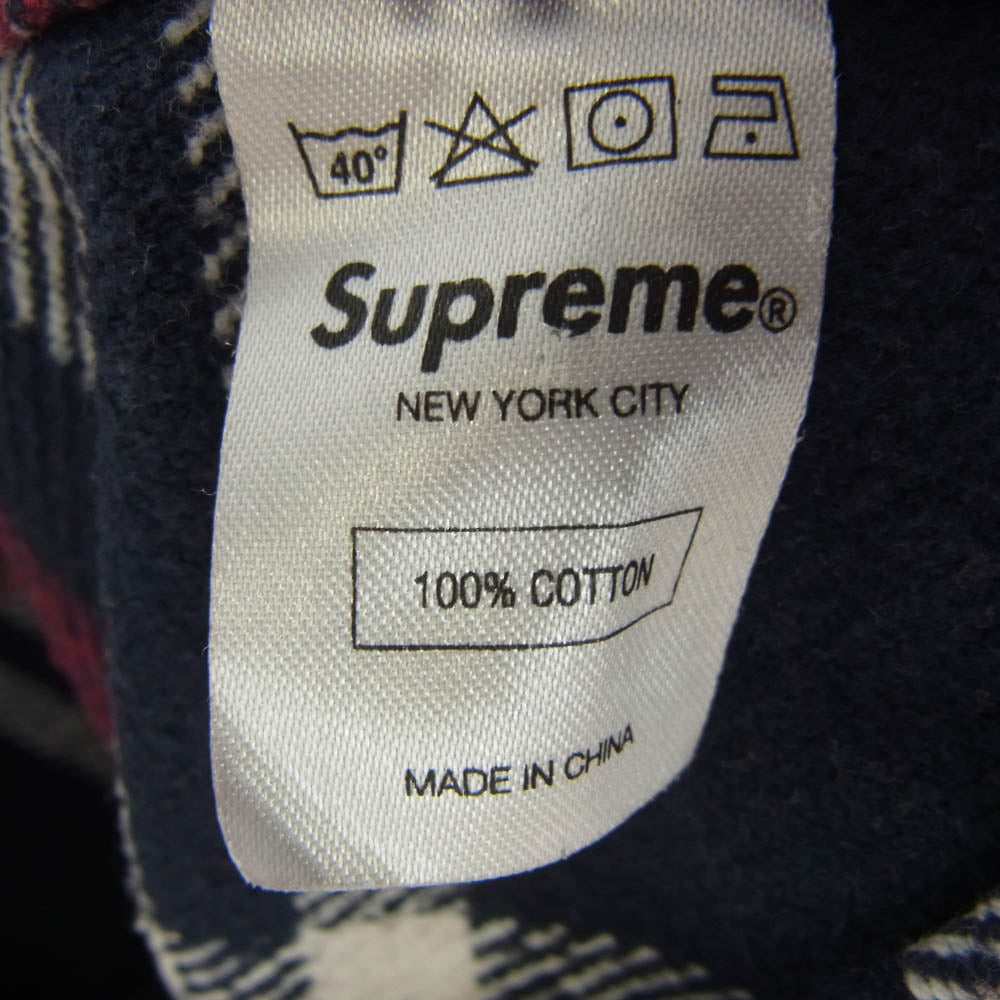 40°
Supreme®
NEW YORK CITY
100% COTTON
MADE IN CHINA